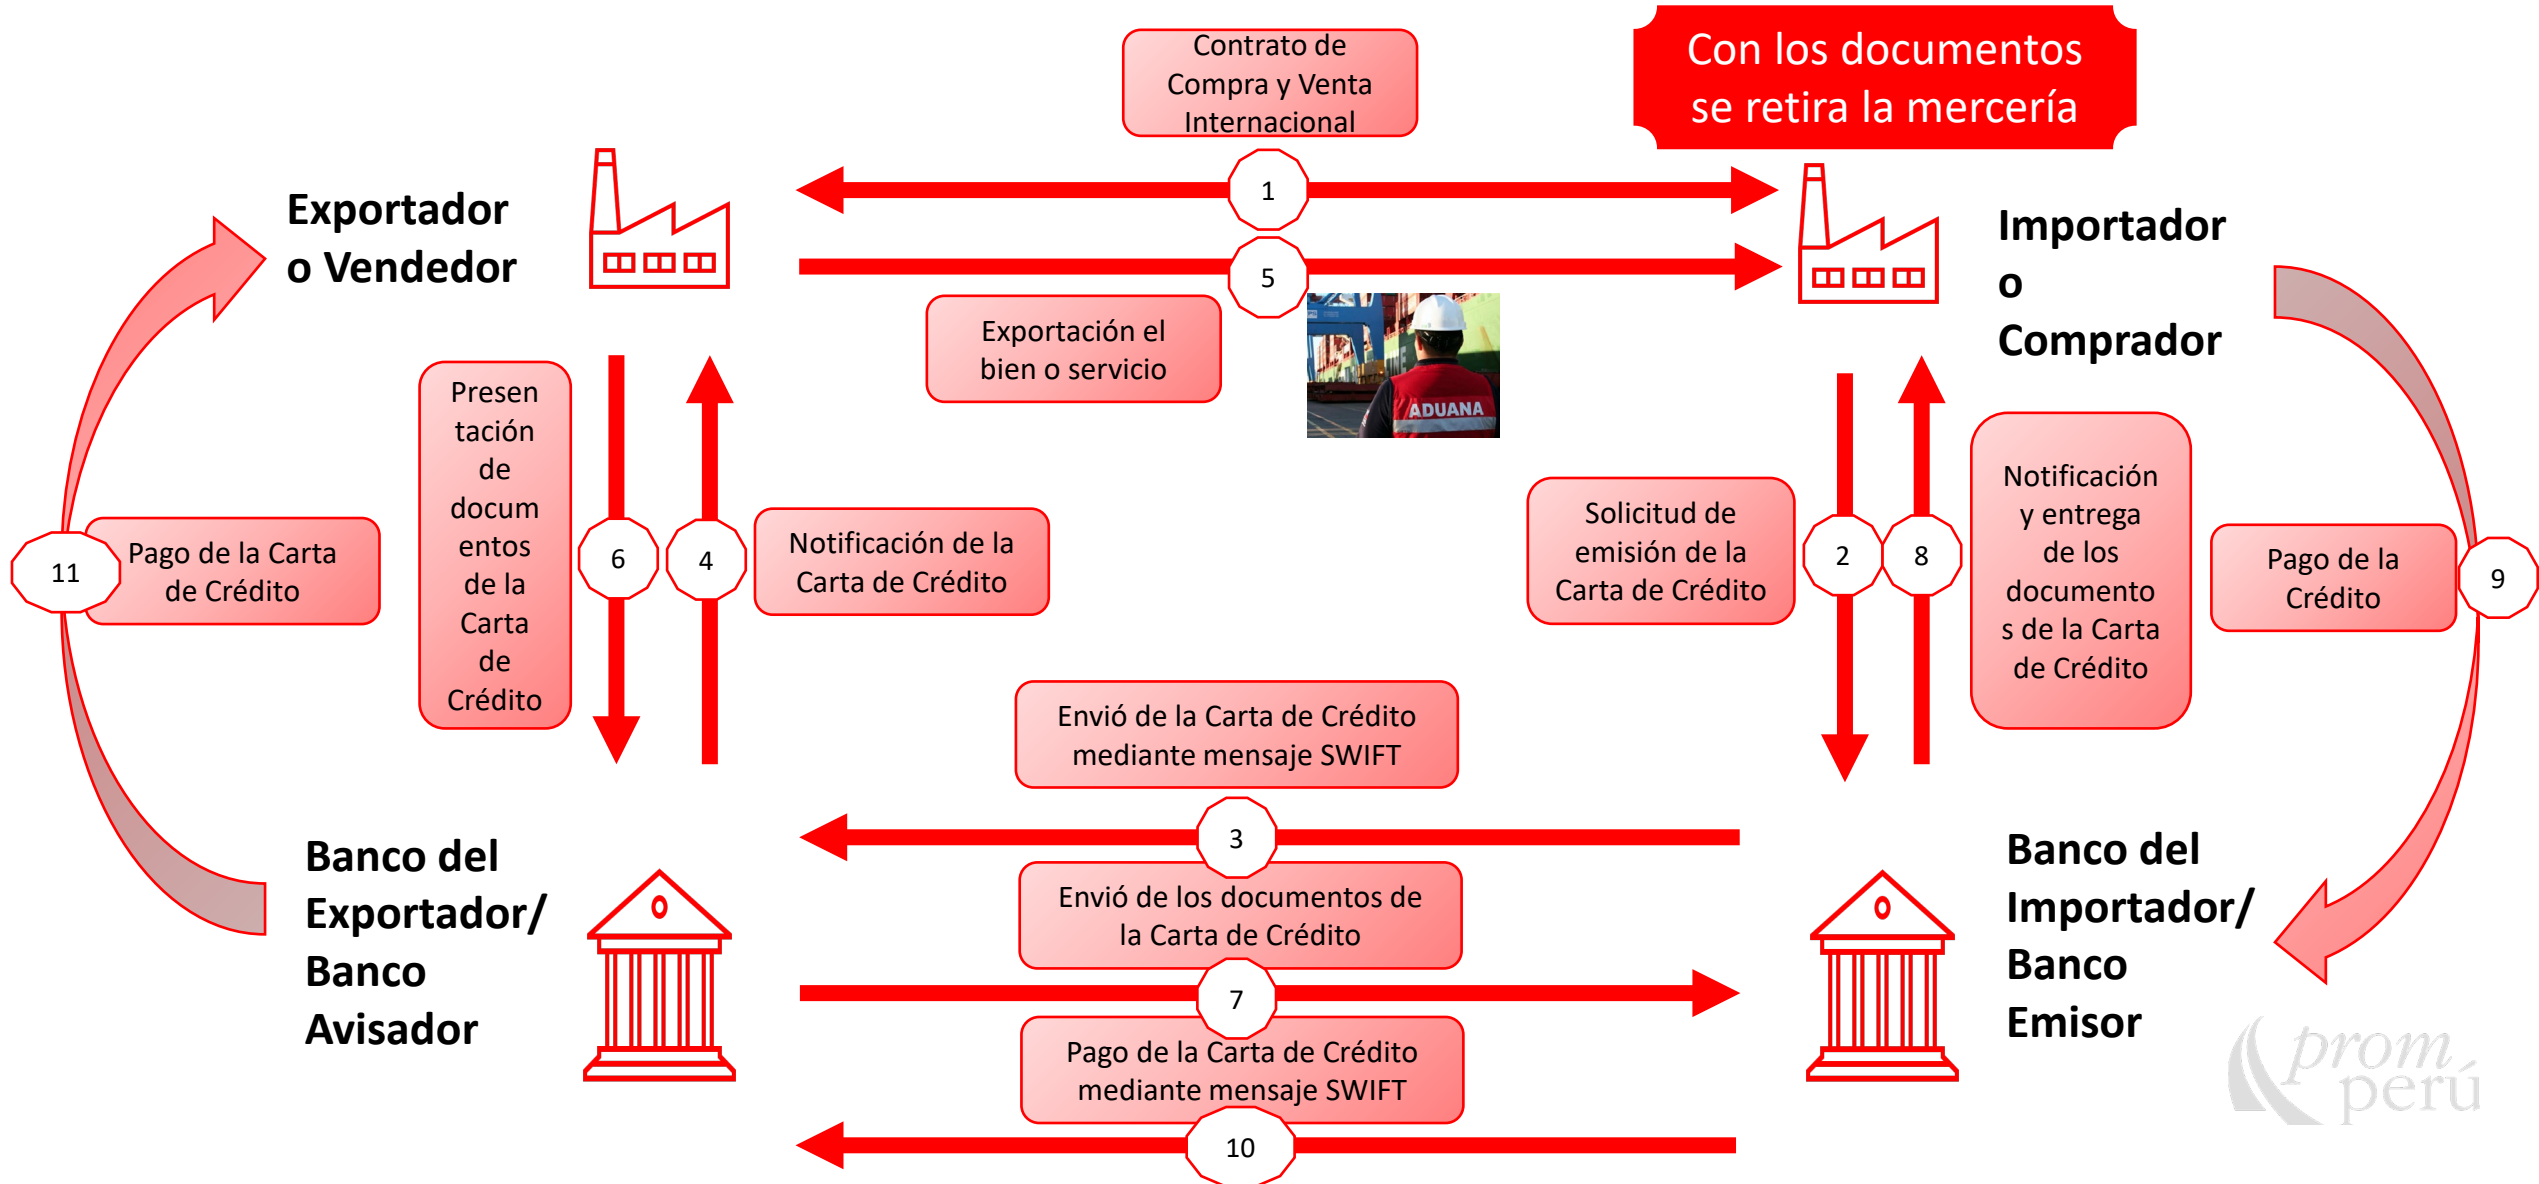 Contrato de
Compra y Venta
Internacional
Con los documentos
se retira la mercería
1
Exportador
o Vendedor
Importador
o
Comprador
5
Exportación el
bien o servicio
ADUANA
Presen
tación
de
docum
entos
de la
Carta
de
Crédito
6
4
Notificación de la
Carta de Crédito
11
Pago de la Carta
de Crédito
Solicitud de
emisión de la
Carta de Crédito
2
8
Notificación
y entrega
de los
documento
s de la Carta
de Crédito
Pago de la
Crédito
9
Envió de la Carta de Crédito
mediante mensaje SWIFT
3
Envió de los documentos de
la Carta de Crédito
7
Pago de la Carta de Crédito
mediante mensaje SWIFT
10
Banco del
Exportador/
Banco
Avisador
Banco del
Importador/
Banco
Emisor
prom
perú